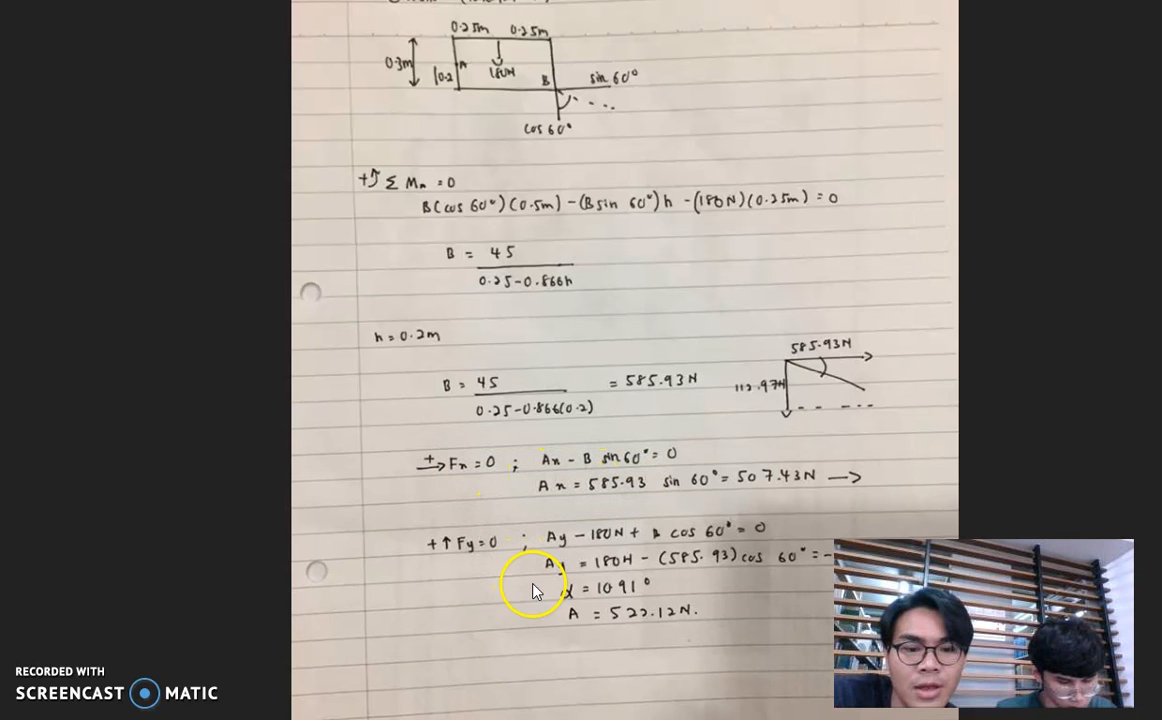 0.25m 0.25m
0.3m
0.2
A
180N
B
sin 60°
cos 60°
+ Σ M_A = 0
B(cos 60°)(0.5m) - (B sin 60°)h - (180N)(0.25m) = 0
B = 45
0.25-0.866h
h = 0.2m
585.93N
112.97N
B = 45 = 585.93N
0.25-0.866(0.2)
+→ Fx = 0 ; Ax - B sin 60° = 0
Ax = 585.93 sin 60° = 507.43N →
+↑ Fy = 0 ; Ay - 180N + B cos 60° = 0
Ay = 180N - (585.93) cos 60° = -
α = 10.91°
A = 522.12N.
RECORDED WITH
SCREENCAST MATIC